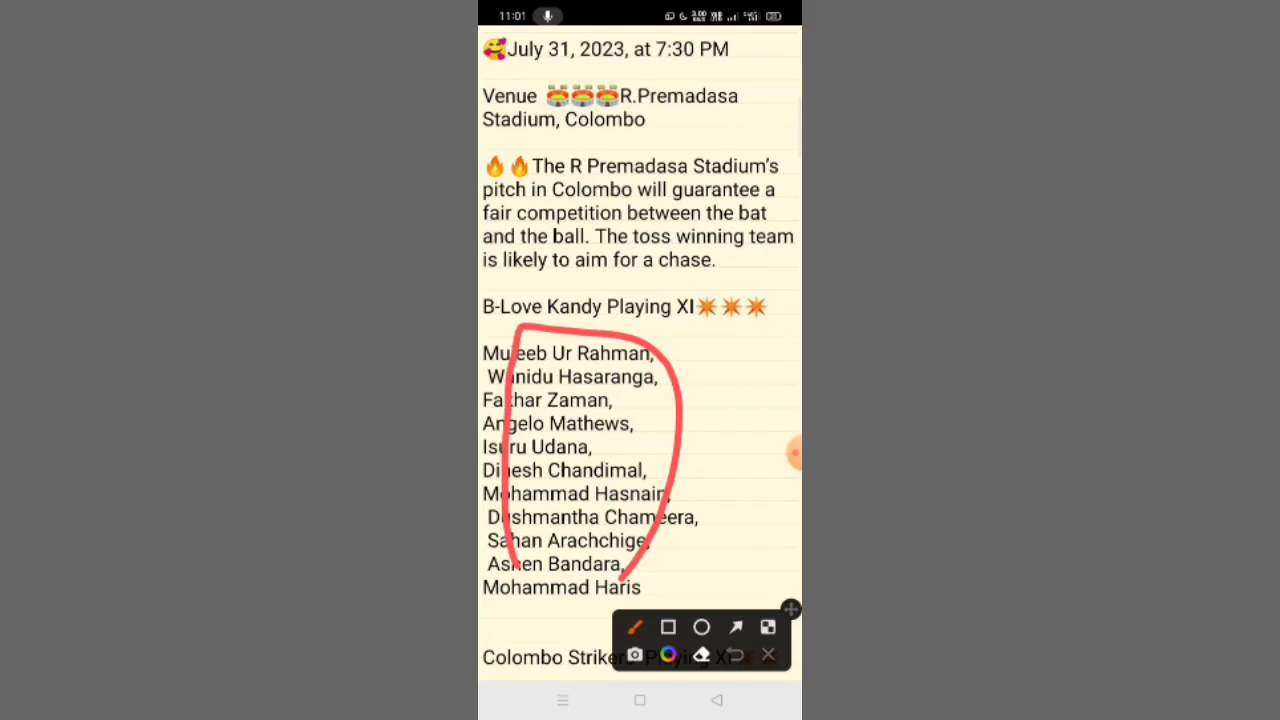 11:01
🥰July 31, 2023, at 7:30 PM
Venue 🏟️🏟️🏟️R.Premadasa
Stadium, Colombo
🔥🔥The R Premadasa Stadium's
pitch in Colombo will guarantee a
fair competition between the bat
and the ball. The toss winning team
is likely to aim for a chase.
B-Love Kandy Playing XI💥💥💥
Mujeeb Ur Rahman,
Wanidu Hasaranga,
Fakhar Zaman,
Angelo Mathews,
Isuru Udana,
Dinesh Chandimal,
Mohammad Hasnain,
Dushmantha Chameera,
Sahan Arachchige,
Ashen Bandara,
Mohammad Haris
Colombo Strikers Playing XI